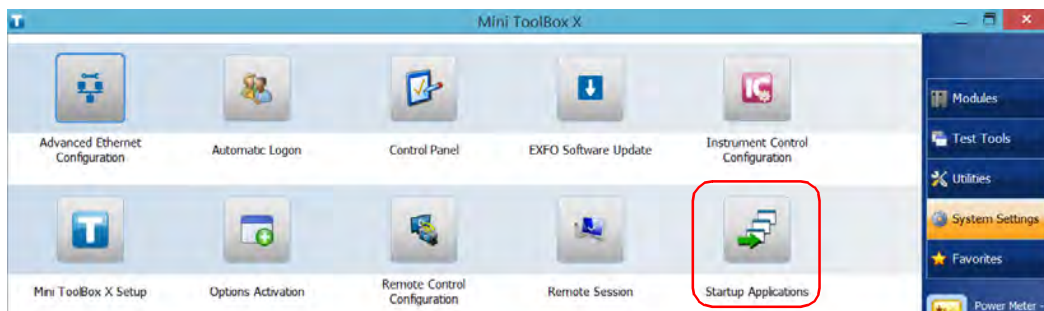 Mini ToolBox X
Advanced Ethernet
Configuration
Automatic Logon
Control Panel
EXFO Software Update
Instrument Control
Configuration
Mini ToolBox X Setup
Options Activation
Remote Control
Configuration
Remote Session
Startup Applications
Modules
Test Tools
Utilities
System Settings
Favorites
Power Meter -